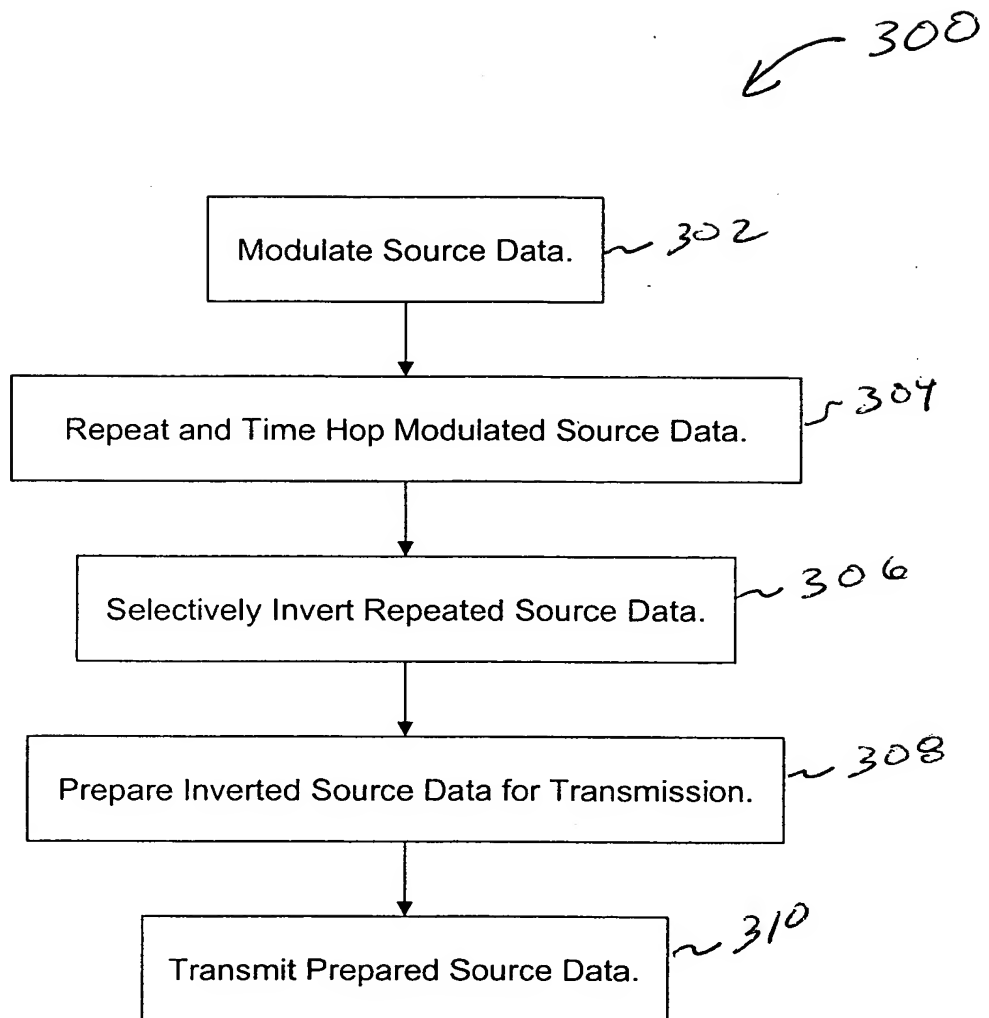 300
Modulate Source Data.
302
Repeat and Time Hop Modulated Source Data.
304
Selectively Invert Repeated Source Data.
306
Prepare Inverted Source Data for Transmission.
308
Transmit Prepared Source Data.
310